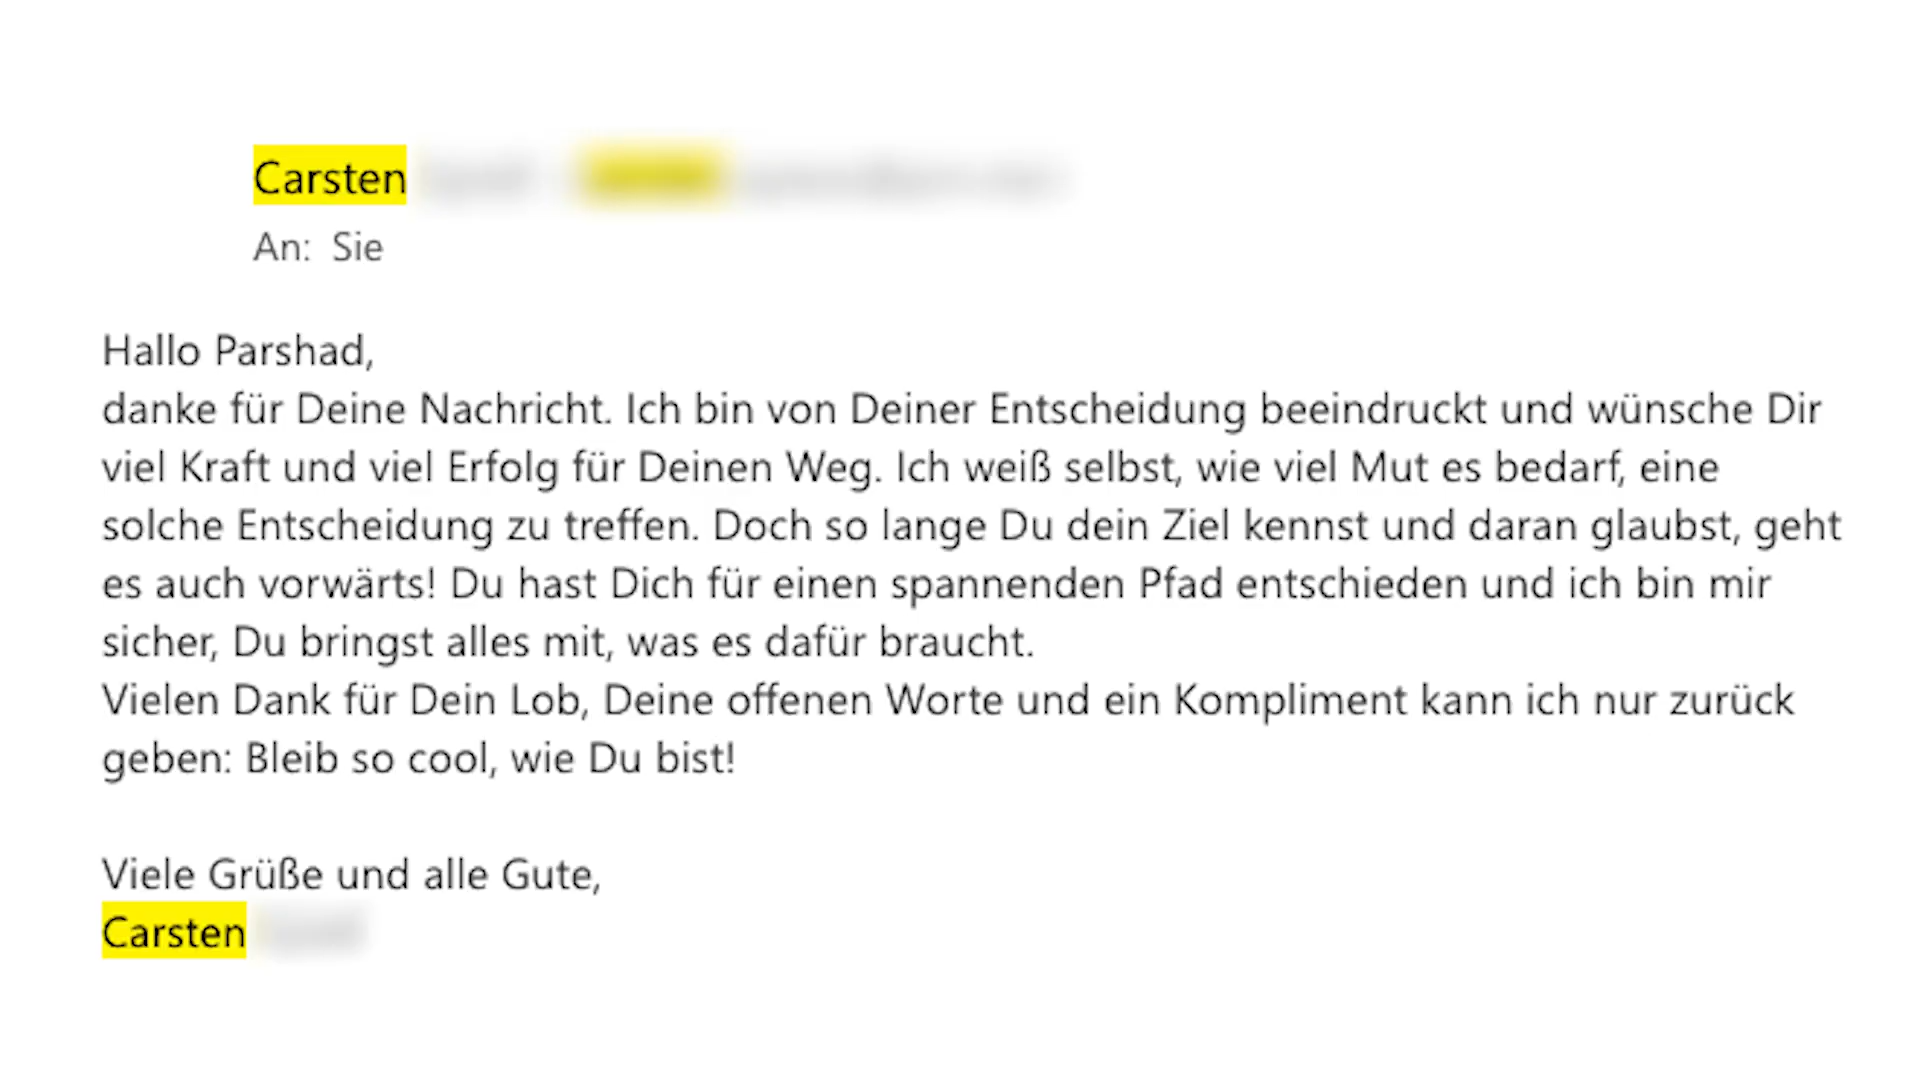 Carsten
An: Sie
Hallo Parshad,
danke für Deine Nachricht. Ich bin von Deiner Entscheidung beeindruckt und wünsche Dir
viel Kraft und viel Erfolg für Deinen Weg. Ich weiß selbst, wie viel Mut es bedarf, eine
solche Entscheidung zu treffen. Doch so lange Du dein Ziel kennst und daran glaubst, geht
es auch vorwärts! Du hast Dich für einen spannenden Pfad entschieden und ich bin mir
sicher, Du bringst alles mit, was es dafür braucht.
Vielen Dank für Dein Lob, Deine offenen Worte und ein Kompliment kann ich nur zurück
geben: Bleib so cool, wie Du bist!
Viele Grüße und alle Gute,
Carsten